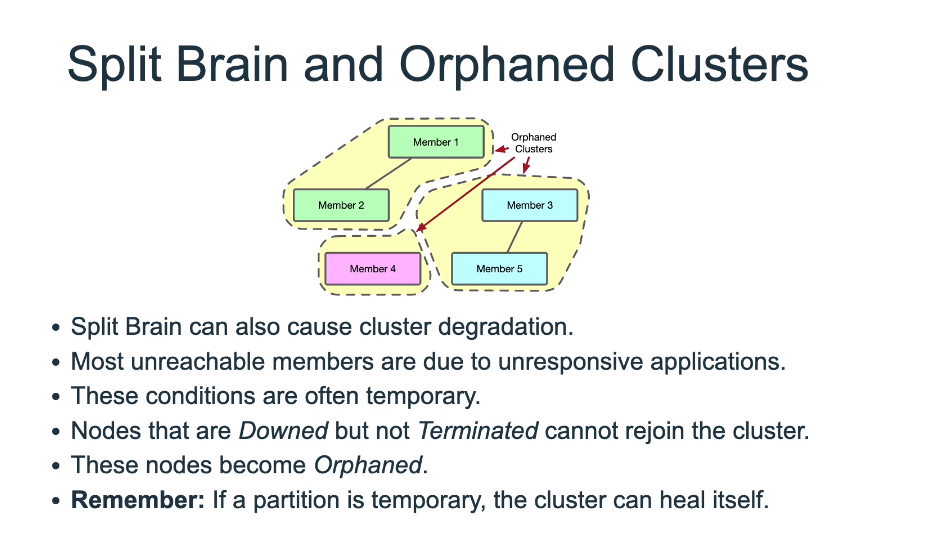 Split Brain and Orphaned Clusters
Orphaned
Clusters
Member 1
Member 2
Member 3
Member 4
Member 5
• Split Brain can also cause cluster degradation.
• Most unreachable members are due to unresponsive applications.
• These conditions are often temporary.
• Nodes that are Downed but not Terminated cannot rejoin the cluster.
• These nodes become Orphaned.
• Remember: If a partition is temporary, the cluster can heal itself.